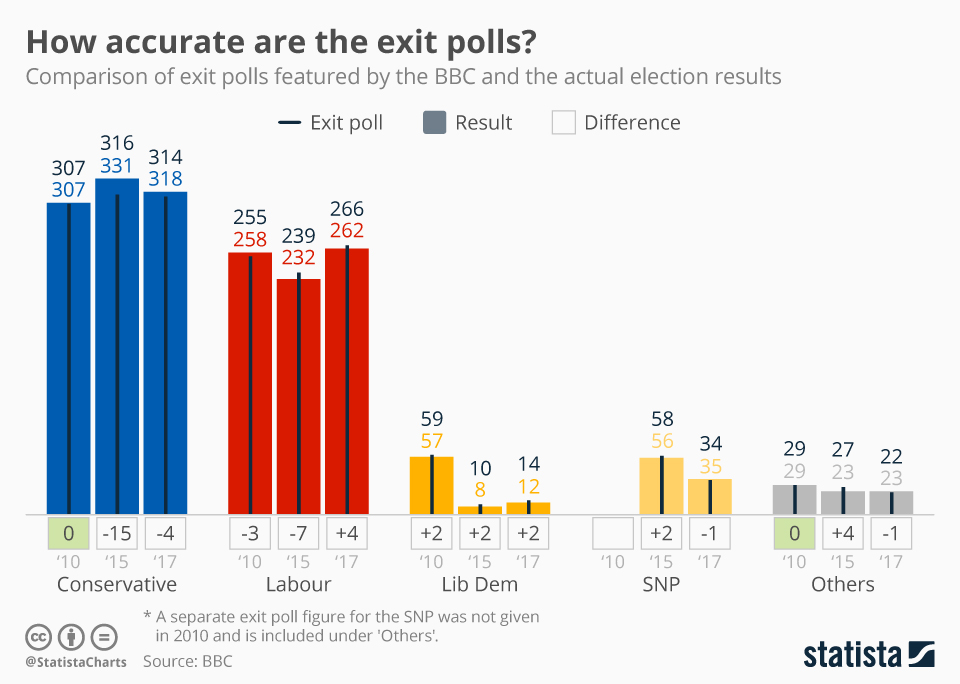 How accurate are the exit polls?
Comparison of exit polls featured by the BBC and the actual election results
Exit poll Result Difference
307
307
316
331
314
318
255
258
239
232
266
262
59
57
10
8
14
12
58
56
34
35
29
29
27
23
22
23
0 -15 -4 -3 -7 +4 +2 +2 +2 +2 -1 0 +4 -1
‘10 ‘15 ‘17 ‘10 ‘15 ‘17 ‘10 ‘15 ‘17 ‘10 ‘15 ‘17 ‘10 ‘15 ‘17
Conservative Labour Lib Dem SNP Others
* A separate exit poll figure for the SNP was not given
in 2010 and is included under 'Others'.
cc
@StatistaCharts Source: BBC
statista